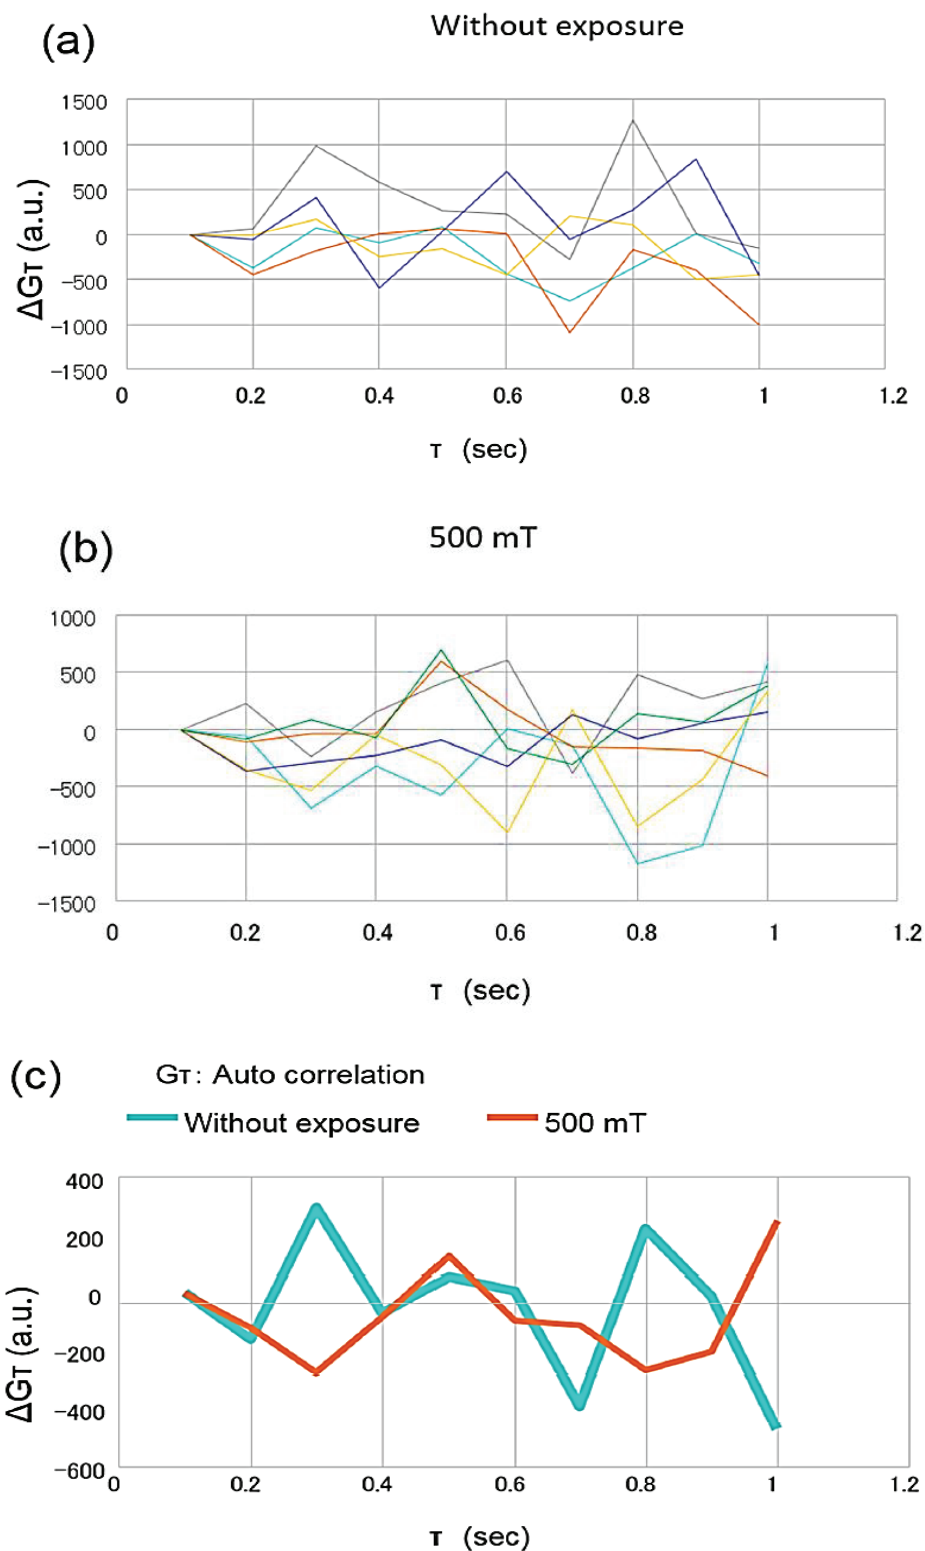 (a)
Without exposure
1500
1000
500
0
−500
−1000
−1500
ΔGτ (a.u.)
0 0.2 0.4 0.6 0.8 1 1.2
τ (sec)
(b)
500 mT
1000
500
0
−500
−1000
−1500
0 0.2 0.4 0.6 0.8 1 1.2
τ (sec)
(c)
Gτ: Auto correlation
Without exposure 500 mT
400
200
0
−200
−400
−600
ΔGτ (a.u.)
0 0.2 0.4 0.6 0.8 1 1.2
τ (sec)